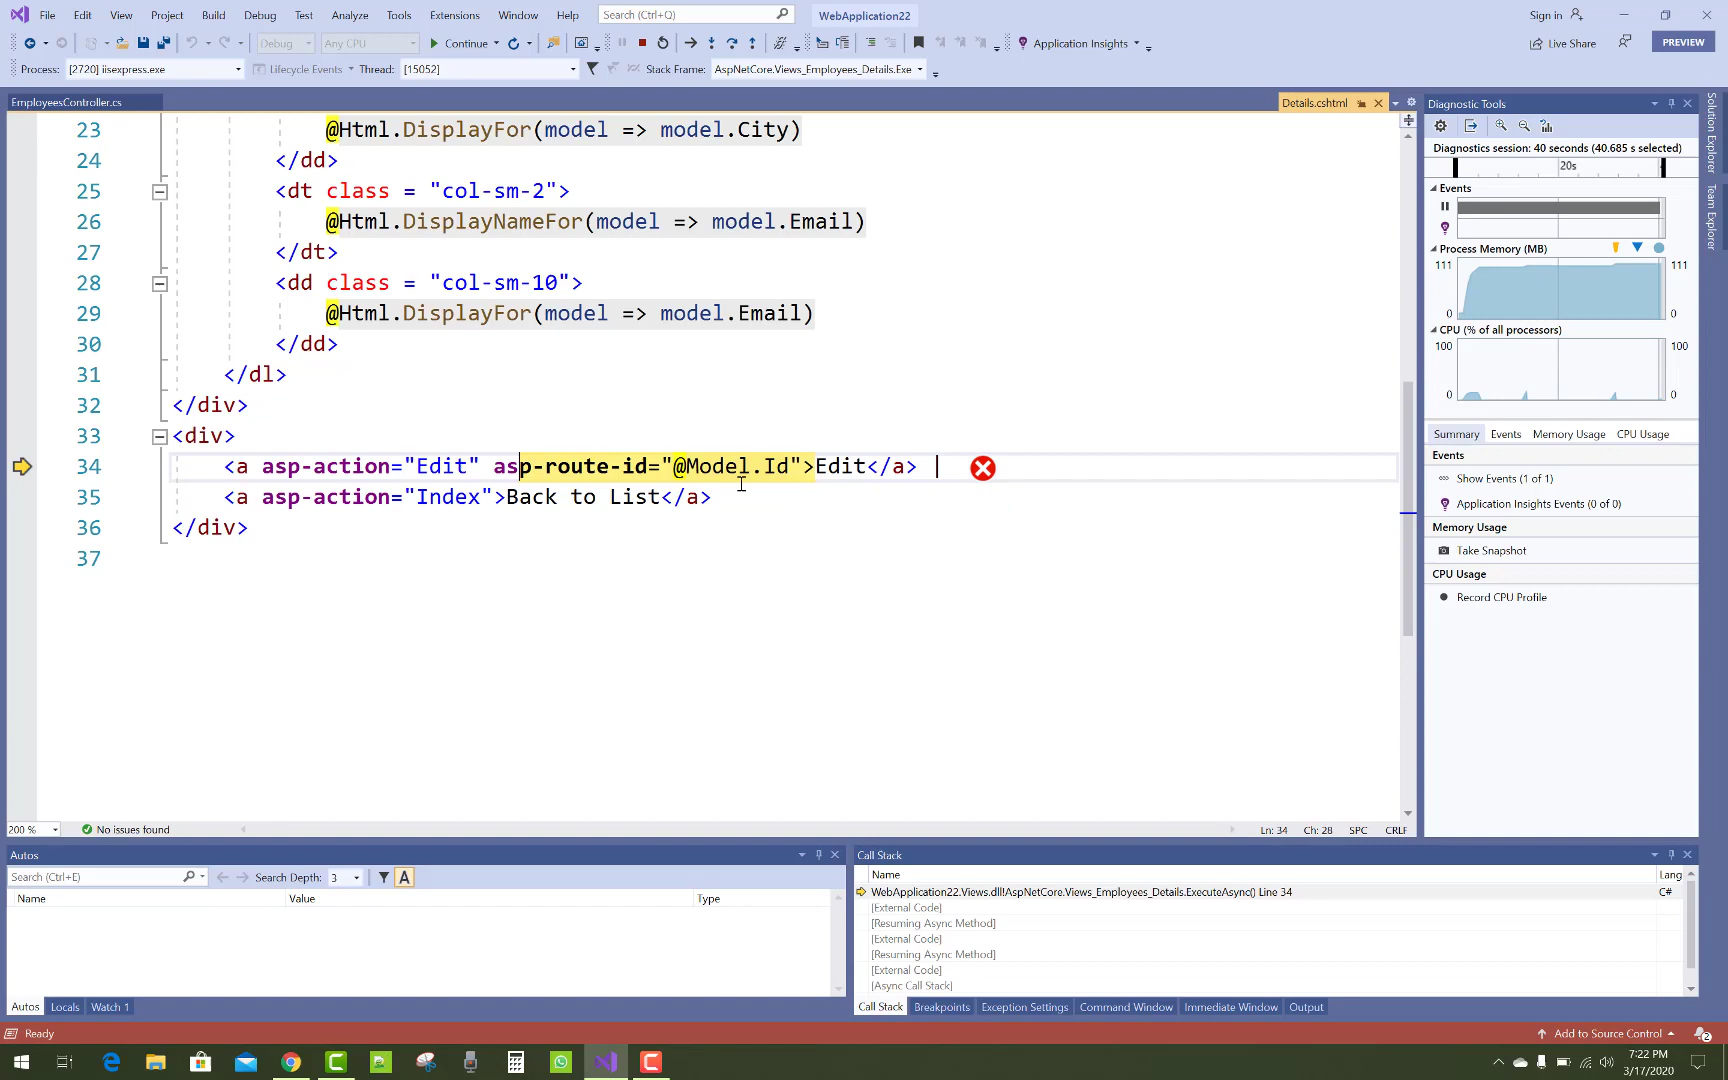 File Edit View Project Build Debug Test Analyze Tools Extensions Window Help Search (Ctrl+Q) WebApplication22 Sign in
Debug Any CPU Continue Application Insights Live Share PREVIEW
Process: [2720] iisexpress.exe Lifecycle Events Thread: [15052] Stack Frame: AspNetCore.Views_Employees_Details.Exe
EmployeesController.cs Details.cshtml
23 @Html.DisplayFor(model => model.City)
24 </dd>
25 <dt class = "col-sm-2">
26 @Html.DisplayNameFor(model => model.Email)
27 </dt>
28 <dd class = "col-sm-10">
29 @Html.DisplayFor(model => model.Email)
30 </dd>
31 </dl>
32 </div>
33 <div>
34 <a asp-action="Edit" asp-route-id="@Model.Id">Edit</a> |
35 <a asp-action="Index">Back to List</a>
36 </div>
37
200 % No issues found Ln: 34 Ch: 28 SPC CRLF
Diagnostic Tools
Diagnostics session: 40 seconds (40.685 s selected)
20s
Events
Process Memory (MB)
111 111
0 0
CPU (% of all processors)
100 100
0 0
Summary Events Memory Usage CPU Usage
Events
Show Events (1 of 1)
Application Insights Events (0 of 0)
Memory Usage
Take Snapshot
CPU Usage
Record CPU Profile
Solution Explorer
Team Explorer
Autos
Search (Ctrl+E) Search Depth: 3 A
Name Value Type
Autos Locals Watch 1
Call Stack
Name Lang
WebApplication22.Views.dll!AspNetCore.Views_Employees_Details.ExecuteAsync() Line 34 C#
[External Code]
[Resuming Async Method]
[External Code]
[Resuming Async Method]
[External Code]
[Async Call Stack]
Call Stack Breakpoints Exception Settings Command Window Immediate Window Output
Ready Add to Source Control 2
7:22 PM
3/17/2020